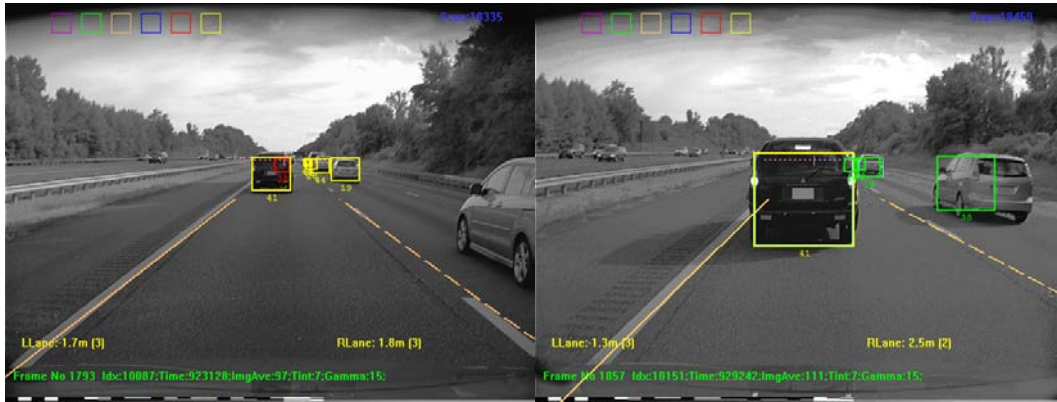 41
44
19
LLane:-1.7m (3)
RLane: 1.8m (3)
Frame No 1793 Idx:10087;Time:923128;ImgAve:97;TInt:7;Gamma:15;
41
LLane:-1.3m (3)
RLane: 2.5m (2)
Frame No 1857 Idx:10151;Time:929242;ImgAve:111;TInt:7;Gamma:15;